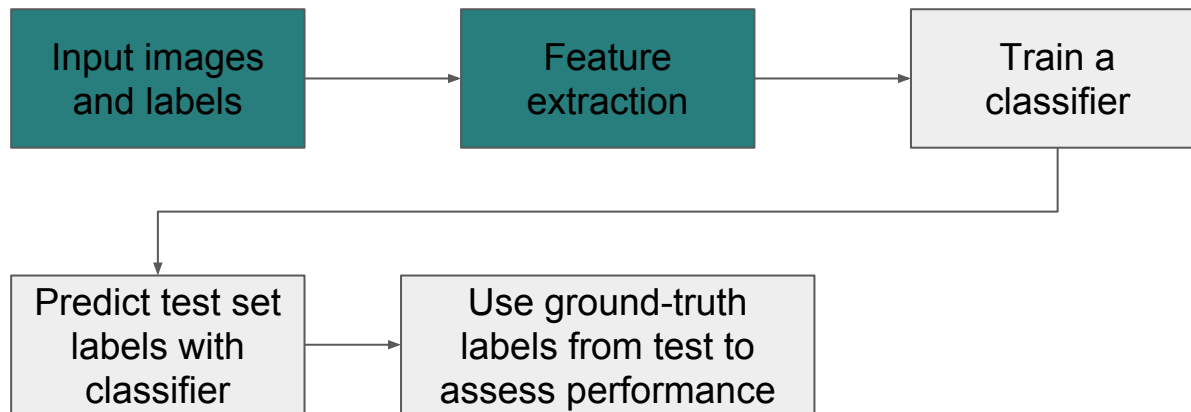 Input images
and labels
Feature
extraction
Train a
classifier
Predict test set
labels with
classifier
Use ground-truth
labels from test to
assess performance